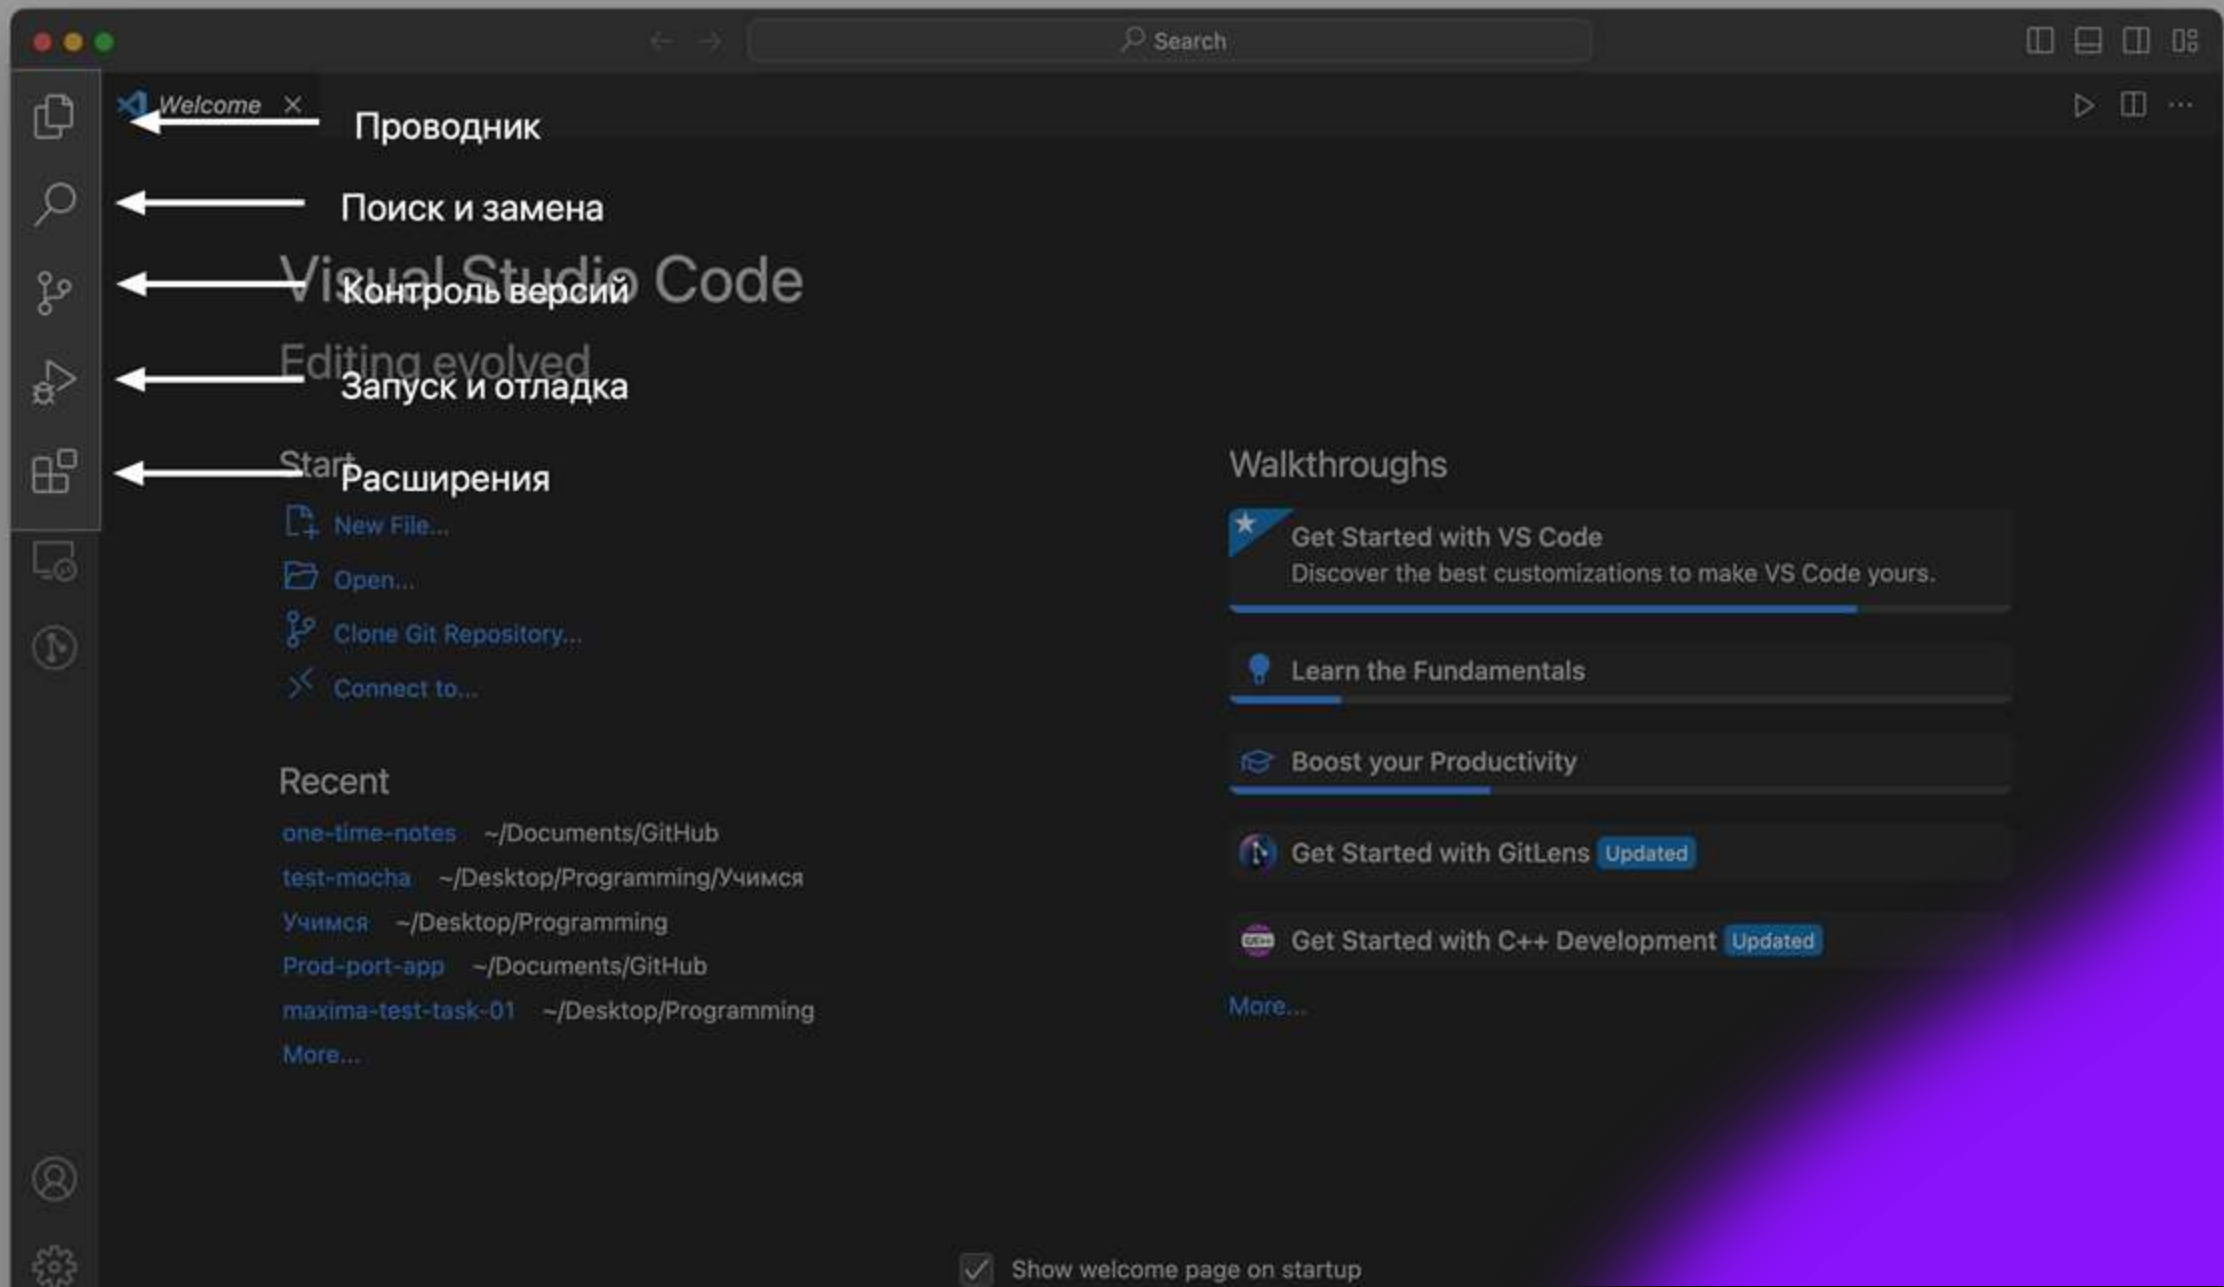 Search
Welcome
Проводник
Поиск и замена
Visual Studio Code
Контроль версий
Editing evolved
Запуск и отладка
Start
Расширения
New File...
Open...
Clone Git Repository...
Connect to...
Recent
one-time-notes ~/Documents/GitHub
test-mocha ~/Desktop/Programming/Учимся
Учимся ~/Desktop/Programming
Prod-port-app ~/Documents/GitHub
maxima-test-task-01 ~/Desktop/Programming
More...
Walkthroughs
Get Started with VS Code
Discover the best customizations to make VS Code yours.
Learn the Fundamentals
Boost your Productivity
Get Started with GitLens Updated
Get Started with C++ Development Updated
More...
Show welcome page on startup